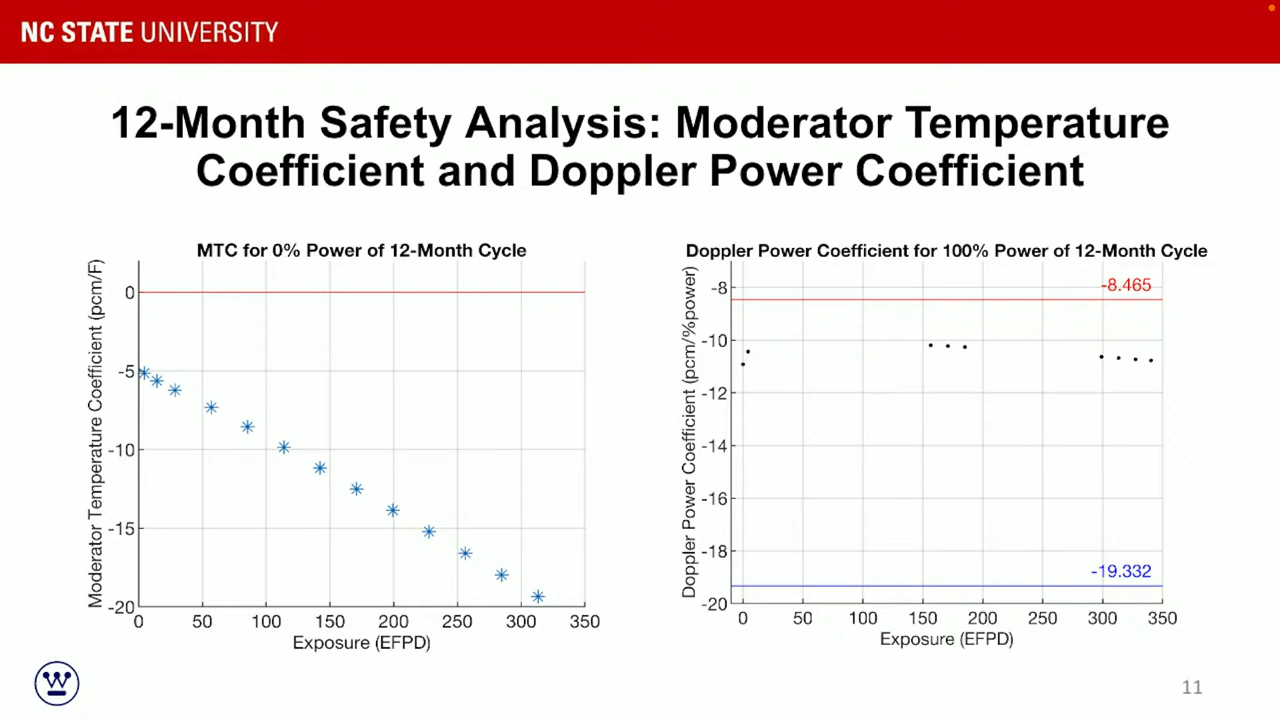 NC STATE UNIVERSITY
12-Month Safety Analysis: Moderator Temperature
Coefficient and Doppler Power Coefficient
MTC for 0% Power of 12-Month Cycle
Moderator Temperature Coefficient (pcm/F)
0
-5
-10
-15
-20
0 50 100 150 200 250 300 350
Exposure (EFPD)
Doppler Power Coefficient for 100% Power of 12-Month Cycle
Doppler Power Coefficient (pcm/%power)
-8
-10
-12
-14
-16
-18
-20
-8.465
-19.332
0 50 100 150 200 250 300 350
Exposure (EFPD)
W
11